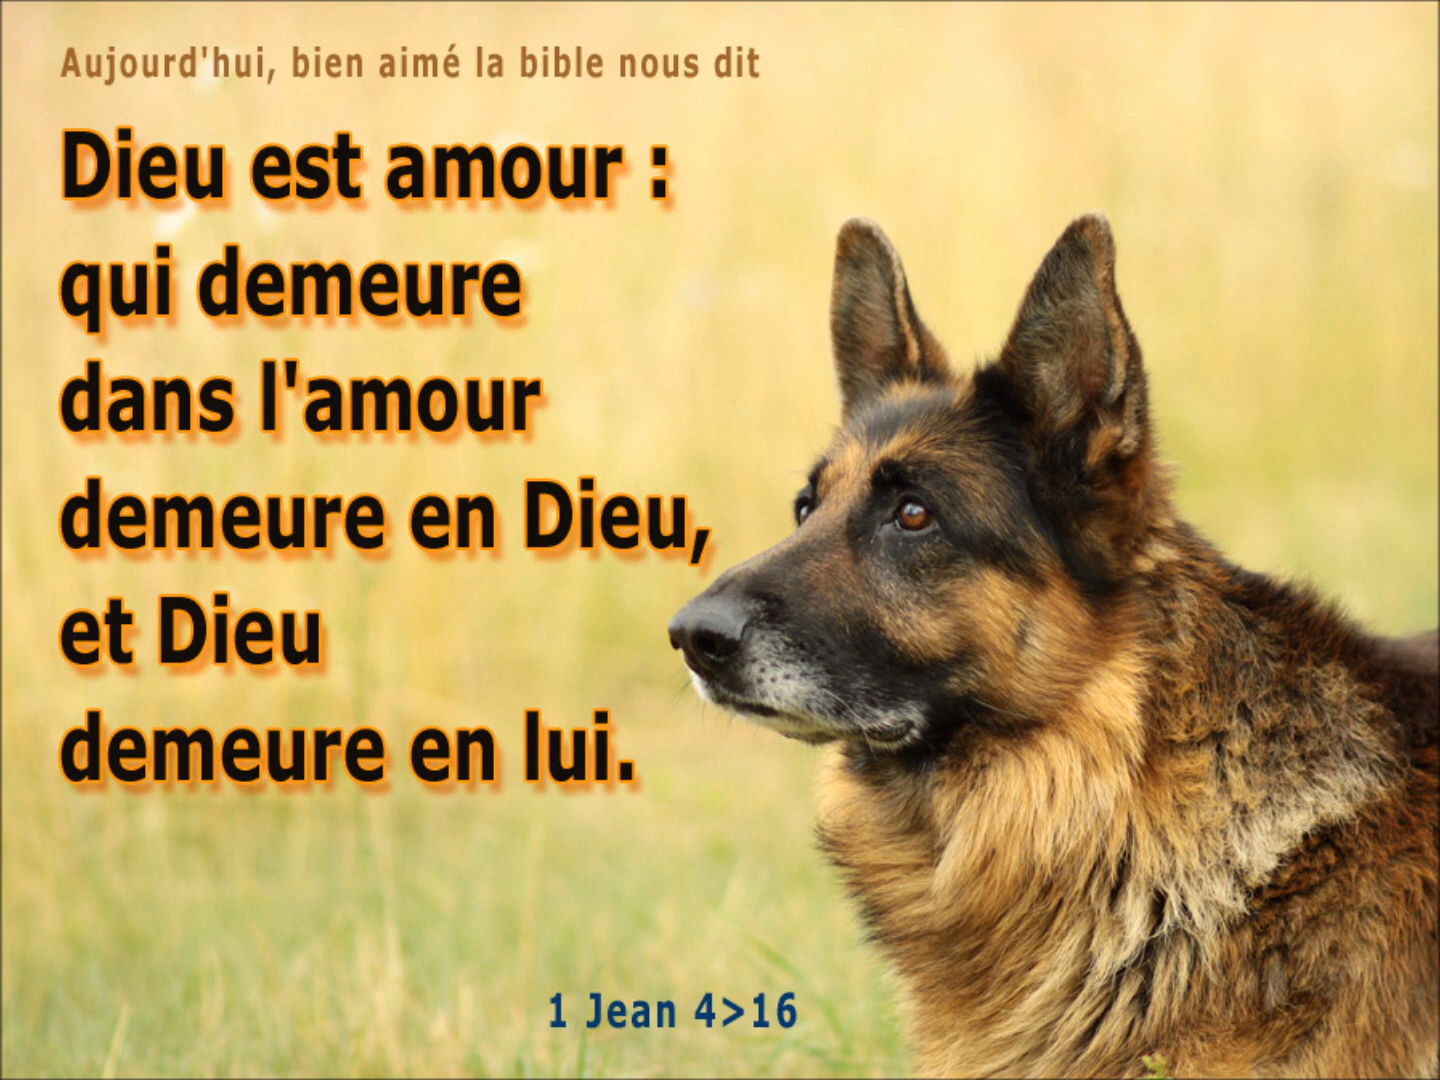 Aujourd'hui, bien aimé la bible nous dit
Dieu est amour :
qui demeure
dans l'amour
demeure en Dieu,
et Dieu
demeure en lui.
1 Jean 4>16